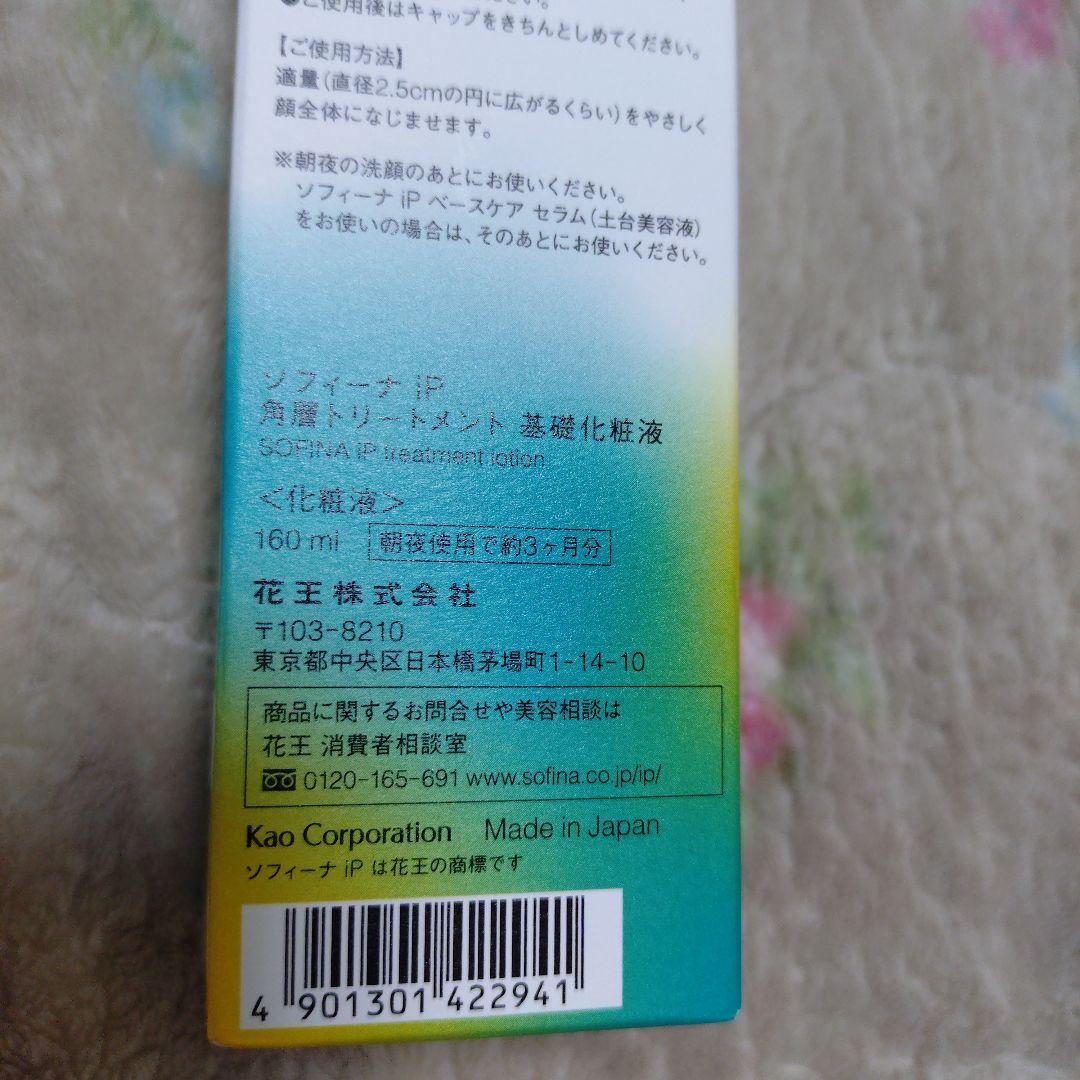 ください。
●ご使用後はキャップをきちんとしめてください。
【ご使用方法】
適量(直径2.5cmの円に広がるくらい)をやさしく
顔全体になじませます。
※朝夜の洗顔のあとにお使いください。
ソフィーナ iP ベースケア セラム(土台美容液)
をお使いの場合は、そのあとにお使いください。
ソフィーナ iP
角層トリートメント 基礎化粧液
SOFINA iP treatment lotion
<化粧液>
160 ml 朝夜使用で約3ヶ月分
花王株式会社
〒103-8210
東京都中央区日本橋茅場町1-14-10
商品に関するお問合せや美容相談は
花王 消費者相談室
0120-165-691 www.sofina.co.jp/ip/
Kao Corporation Made in Japan
ソフィーナ iP は花王の商標です
4 901301 422941